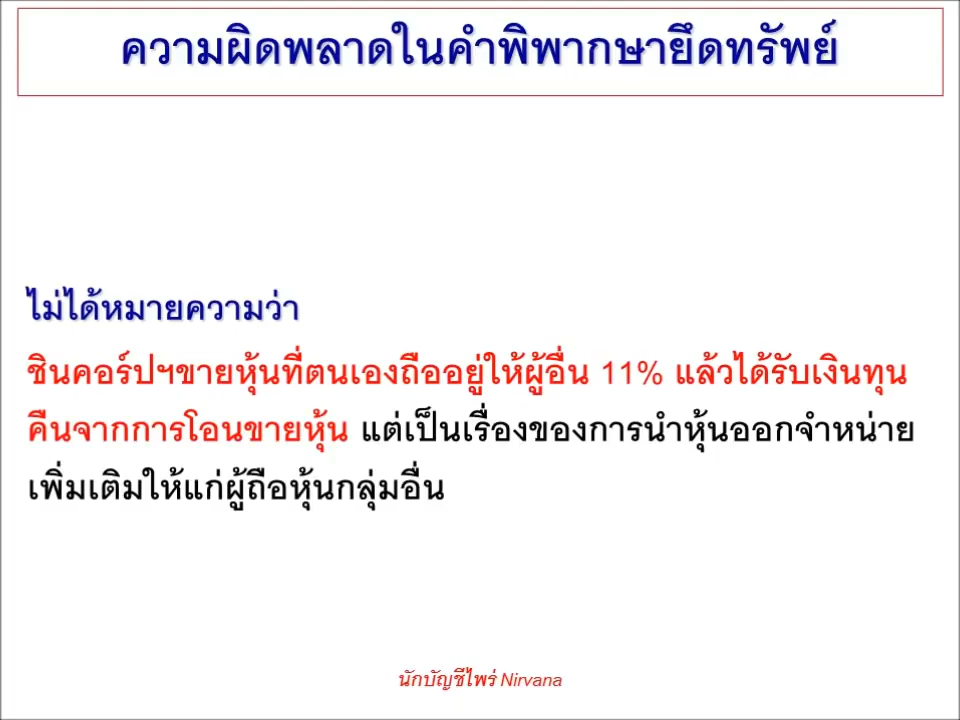 ความผิดพลาดในคำพิพากษายึดทรัพย์
ไม่ได้หมายความว่า
ชินคอร์ปฯขายหุ้นที่ตนเองถืออยู่ให้ผู้อื่น 11% แล้วได้รับเงินทุน
คืนจากการโอนขายหุ้น แต่เป็นเรื่องของการนำหุ้นออกจำหน่าย
เพิ่มเติมให้แก่ผู้ถือหุ้นกลุ่มอื่น
นักบัญชีไพร่ Nirvana